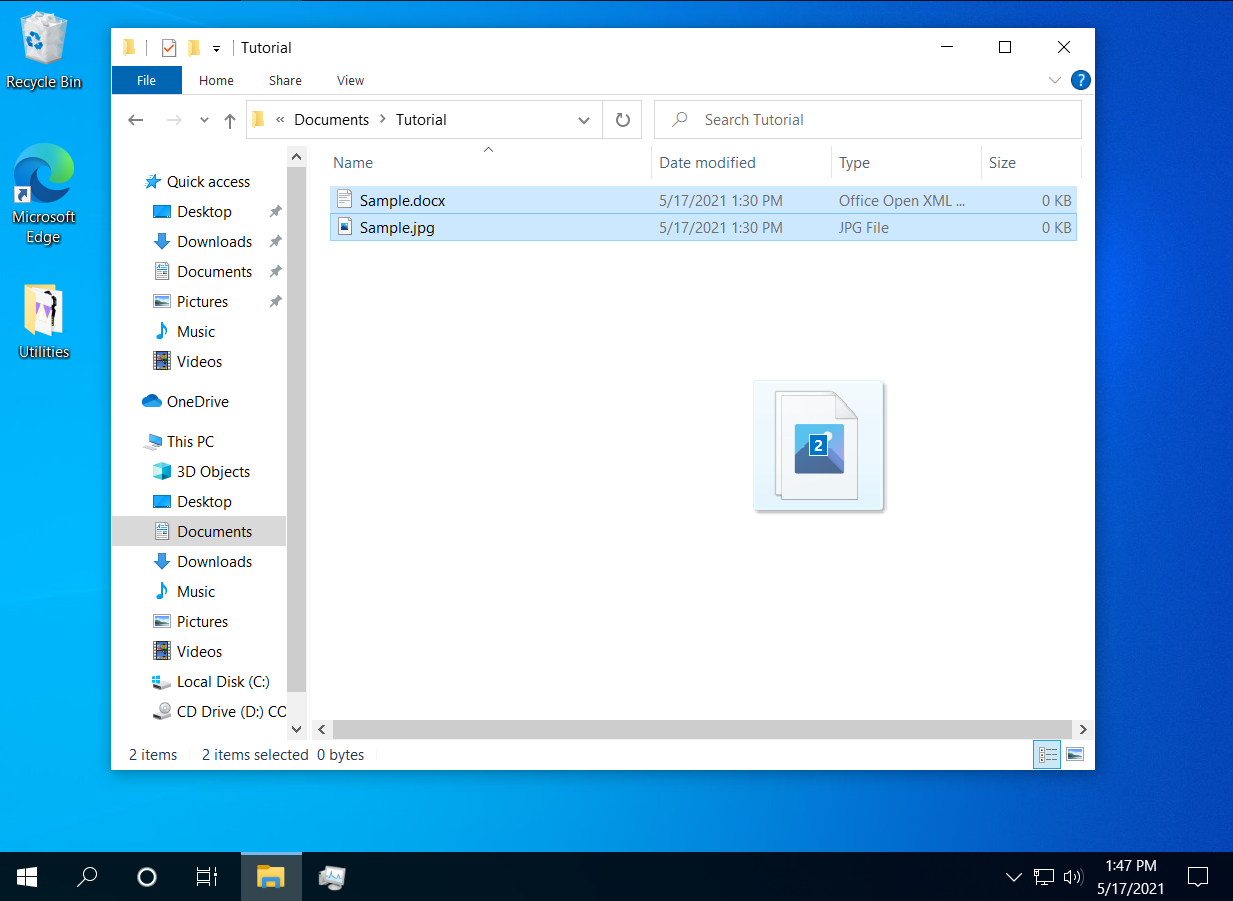 Recycle Bin
Microsoft
Edge
Utilities
Tutorial
File Home Share View
?
« Documents > Tutorial
Search Tutorial
Quick access
Desktop
Downloads
Documents
Pictures
Music
Videos
OneDrive
This PC
3D Objects
Desktop
Documents
Downloads
Music
Pictures
Videos
Local Disk (C:)
CD Drive (D:) CO
Name Date modified Type Size
Sample.docx 5/17/2021 1:30 PM Office Open XML ... 0 KB
Sample.jpg 5/17/2021 1:30 PM JPG File 0 KB
2
2 items 2 items selected 0 bytes
1:47 PM
5/17/2021